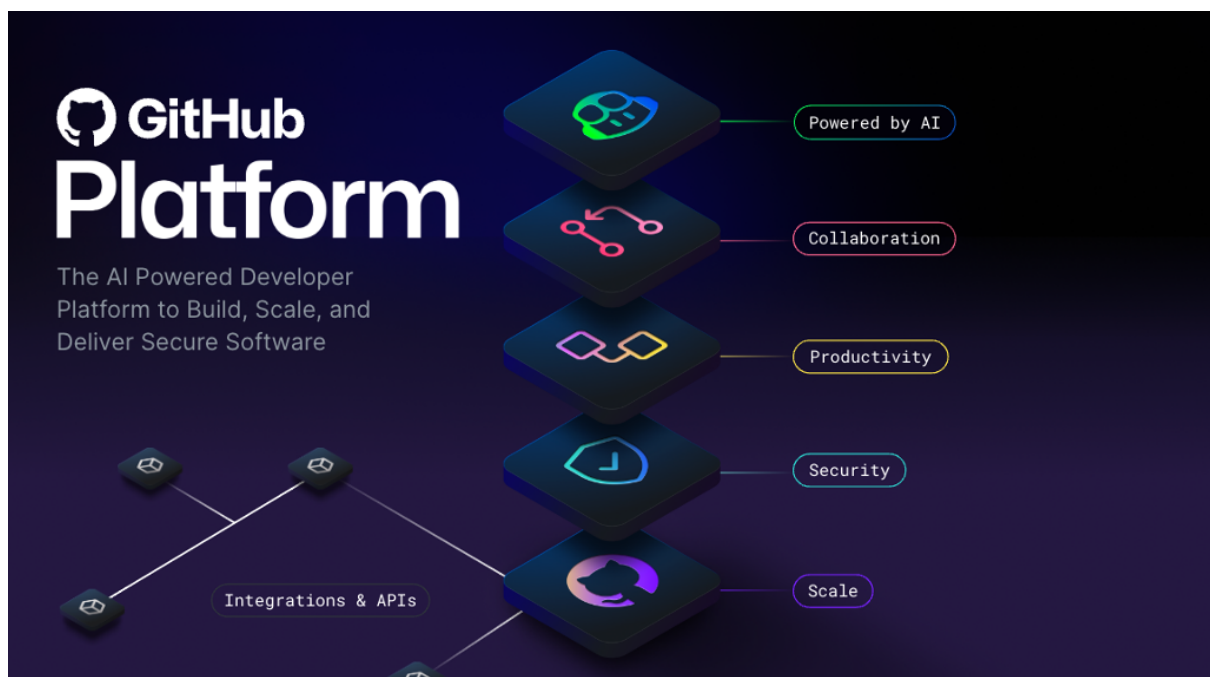 GitHub
Platform
The AI Powered Developer
Platform to Build, Scale, and
Deliver Secure Software
Powered by AI
Collaboration
Productivity
Security
Scale
Integrations & APIs